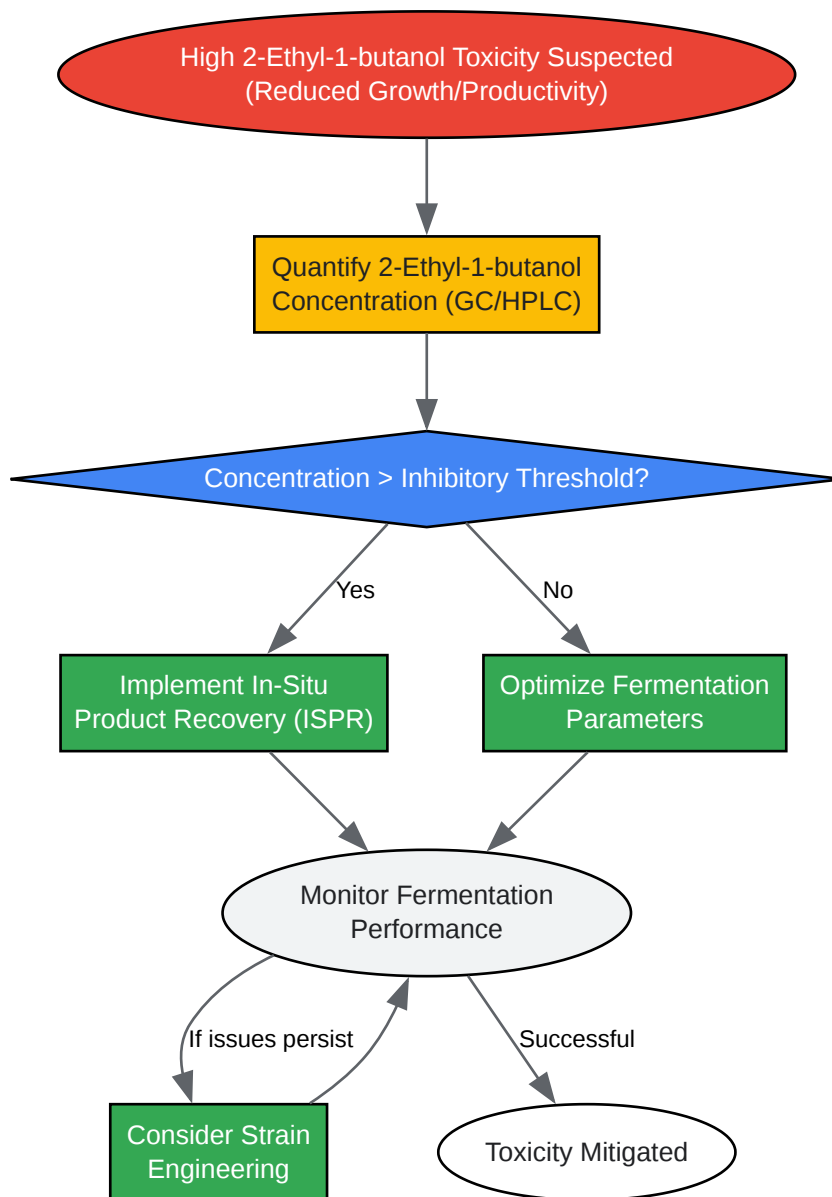 High 2-Ethyl-1-butanol Toxicity Suspected
(Reduced Growth/Productivity)
Quantify 2-Ethyl-1-butanol
Concentration (GC/HPLC)
Concentration > Inhibitory Threshold?
Yes
No
Implement In-Situ
Product Recovery (ISPR)
Optimize Fermentation
Parameters
Monitor Fermentation
Performance
If issues persist
Successful
Consider Strain
Engineering
Toxicity Mitigated